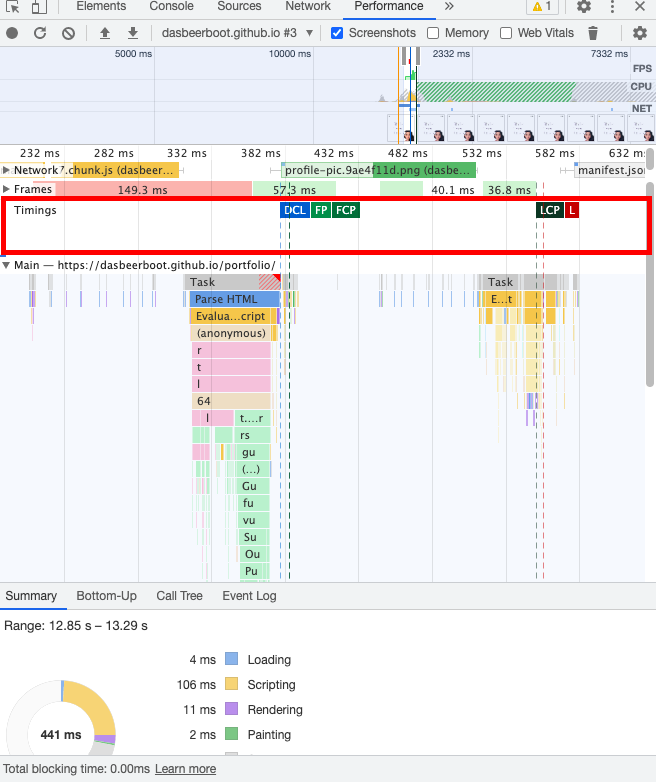 Elements Console Sources Network Performance » 1
dasbeerboot.github.io #3 Screenshots Memory Web Vitals
5000 ms 10000 ms 2332 ms 7332 ms
FPS
CPU
NET
232 ms 282 ms 332 ms 382 ms 432 ms 482 ms 532 ms 582 ms 632 ms
Network ?.chunk.js (dasbeer... profile-pic.9ae4f11d.png (dasbe... manifest.json
Frames 149.3 ms 57.3 ms 40.1 ms 36.8 ms
Timings DCL FP FCP LCP L
Main — https://dasbeerboot.github.io/portfolio/
Task Task
Parse HTML E...t
Evalua...cript
(anonymous)
r
t
l
64
l t....r
rs
gu
(...)
Gu
fu
vu
Su
Ou
Pu
Summary Bottom-Up Call Tree Event Log
Range: 12.85 s – 13.29 s
4 ms Loading
106 ms Scripting
11 ms Rendering
2 ms Painting
441 ms
Total blocking time: 0.00ms Learn more